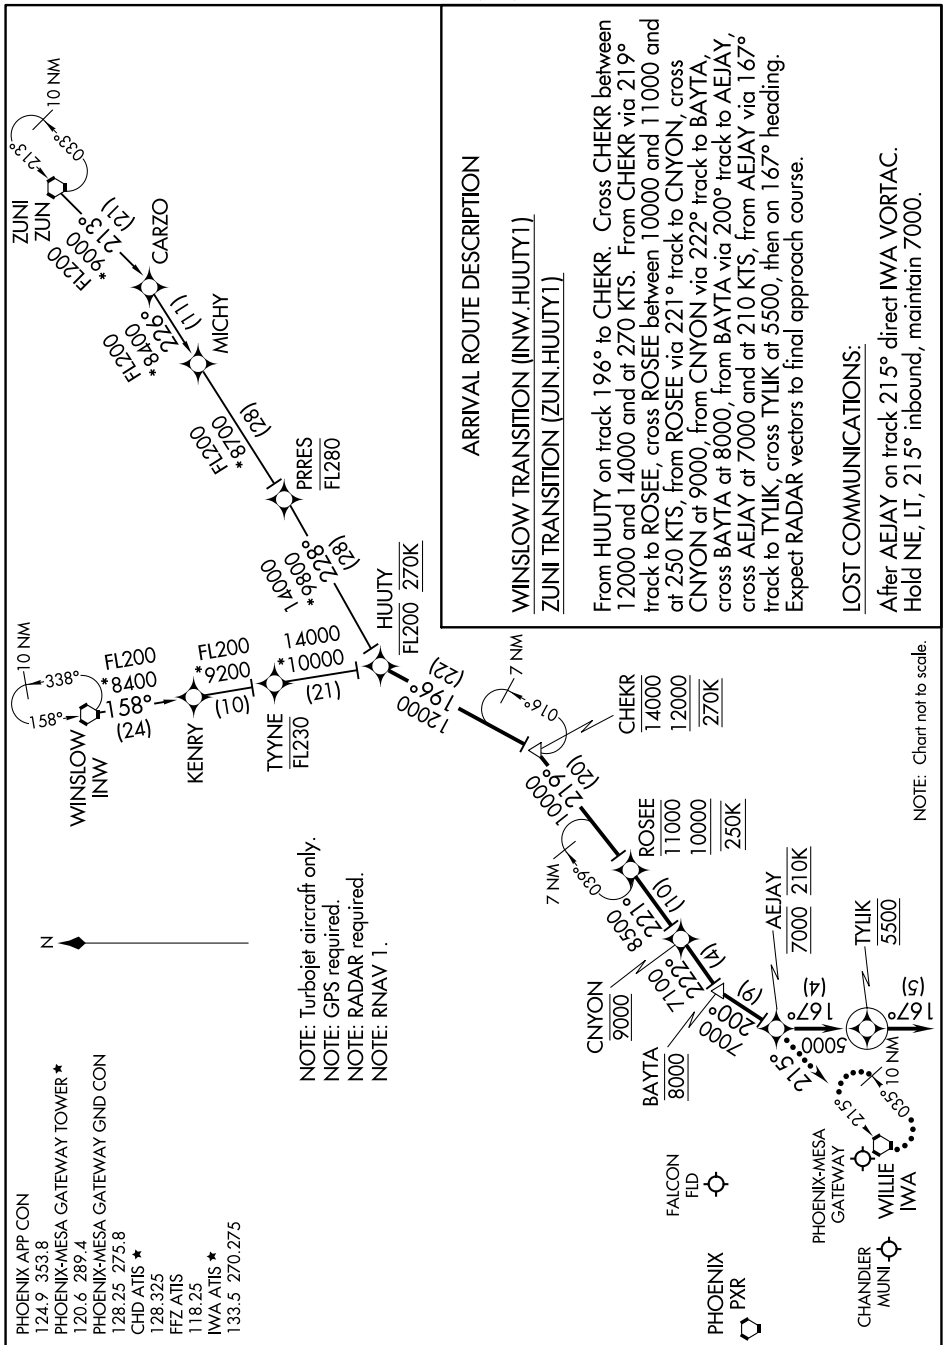 PHOENIX APP CON
124.9 353.8
PHOENIX-MESA GATEWAY TOWER ★
120.6 289.4
PHOENIX-MESA GATEWAY GND CON
128.25 275.8
CHD ATIS ★
128.325
FFZ ATIS
118.25
IWA ATIS ★
133.5 270.275
N
NOTE: Turbojet aircraft only.
NOTE: GPS required.
NOTE: RADAR required.
NOTE: RNAV 1.
WINSLOW
INW
158°
338°
10 NM
FL200
*8400
158°
(24)
KENRY
FL200
*9200
(10)
TYYNE
FL230
14000
*10000
(21)
ZUNI
ZUN
213°
033°
10 NM
FL200
*9000
213°
(21)
CARZO
FL200
*8400
226°
(11)
MICHY
FL200
*8700
(28)
PRRES
FL280
14000
*9800
228°
(28)
HUUTY
FL200 270K
12000
196°
(22)
7 NM
016°
CHEKR
14000
12000
270K
10000
219°
(20)
7 NM
039°
ROSEE
11000
10000
250K
8500
221°
(10)
CNYON
9000
7100
222°
(4)
BAYTA
8000
7000
200°
(9)
AEJAY
7000 210K
215°
167°
(4)
5000
TYLIK
5500
167°
(5)
215°
035°
10 NM
FALCON
FLD
PHOENIX-MESA
GATEWAY
WILLIE
IWA
PHOENIX
PXR
CHANDLER
MUNI
NOTE: Chart not to scale.
ARRIVAL ROUTE DESCRIPTION
WINSLOW TRANSITION (INW.HUUTY1)
ZUNI TRANSITION (ZUN.HUUTY1)
From HUUTY on track 196° to CHEKR. Cross CHEKR between
12000 and 14000 and at 270 KTS. From CHEKR via 219°
track to ROSEE, cross ROSEE between 10000 and 11000 and
at 250 KTS, from ROSEE via 221° track to CNYON, cross
CNYON at 9000, from CNYON via 222° track to BAYTA,
cross BAYTA at 8000, from BAYTA via 200° track to AEJAY,
cross AEJAY at 7000 and at 210 KTS, from AEJAY via 167°
track to TYLIK, cross TYLIK at 5500, then on 167° heading.
Expect RADAR vectors to final approach course.
LOST COMMUNICATIONS:
After AEJAY on track 215° direct IWA VORTAC.
Hold NE, LT, 215° inbound, maintain 7000.